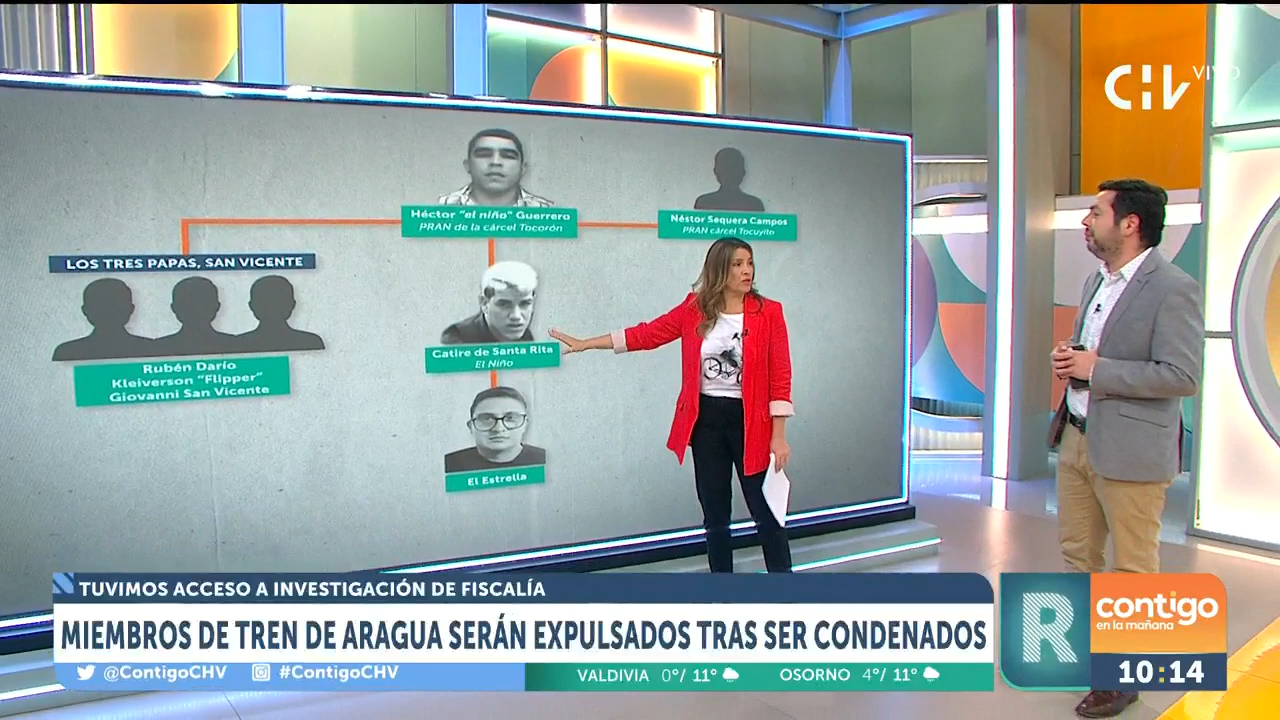 CHV VIVO
Héctor "el niño" Guerrero
PRAN de la cárcel Tocorón
Néstor Sequera Campos
PRAN cárcel Tocuyito
LOS TRES PAPAS, SAN VICENTE
Rubén Darío
Kleiverson "Flipper"
Giovanni San Vicente
Catire de Santa Rita
El Niño
El Estrella
TUVIMOS ACCESO A INVESTIGACIÓN DE FISCALÍA
MIEMBROS DE TREN DE ARAGUA SERÁN EXPULSADOS TRAS SER CONDENADOS
@ContigoCHV #ContigoCHV
VALDIVIA 0°/ 11° OSORNO 4°/ 11°
R
contigo
en la mañana
10:14